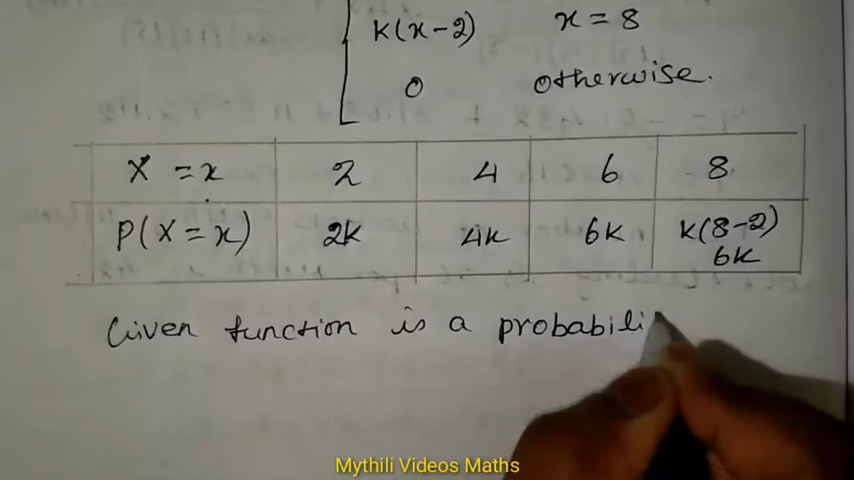 k(x-2) x = 8
0 otherwise.
X = x 2 4 6 8
P(X = x) 2k 4k 6k k(8-2)
6k
Given function is a probabili
Mythili Videos Maths